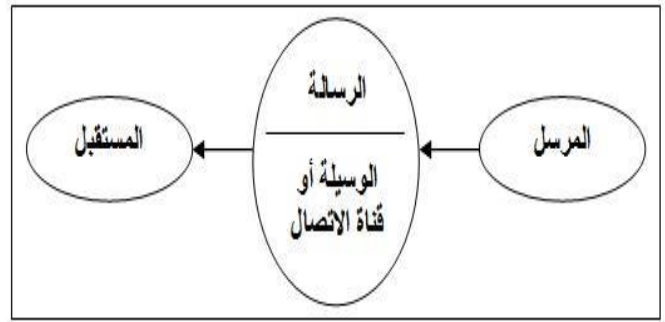 المرسل
الرسالة
الوسيلة أو
قناة الاتصال
المستقبل